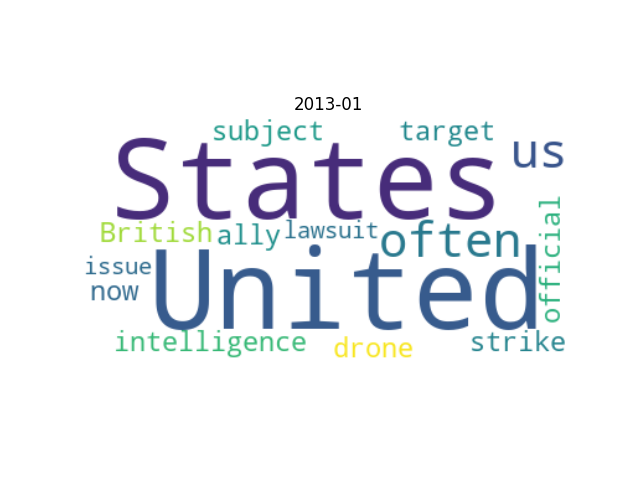 2013-01
subject target
States us
British ally lawsuit often
official
issue
now United
intelligence drone strike